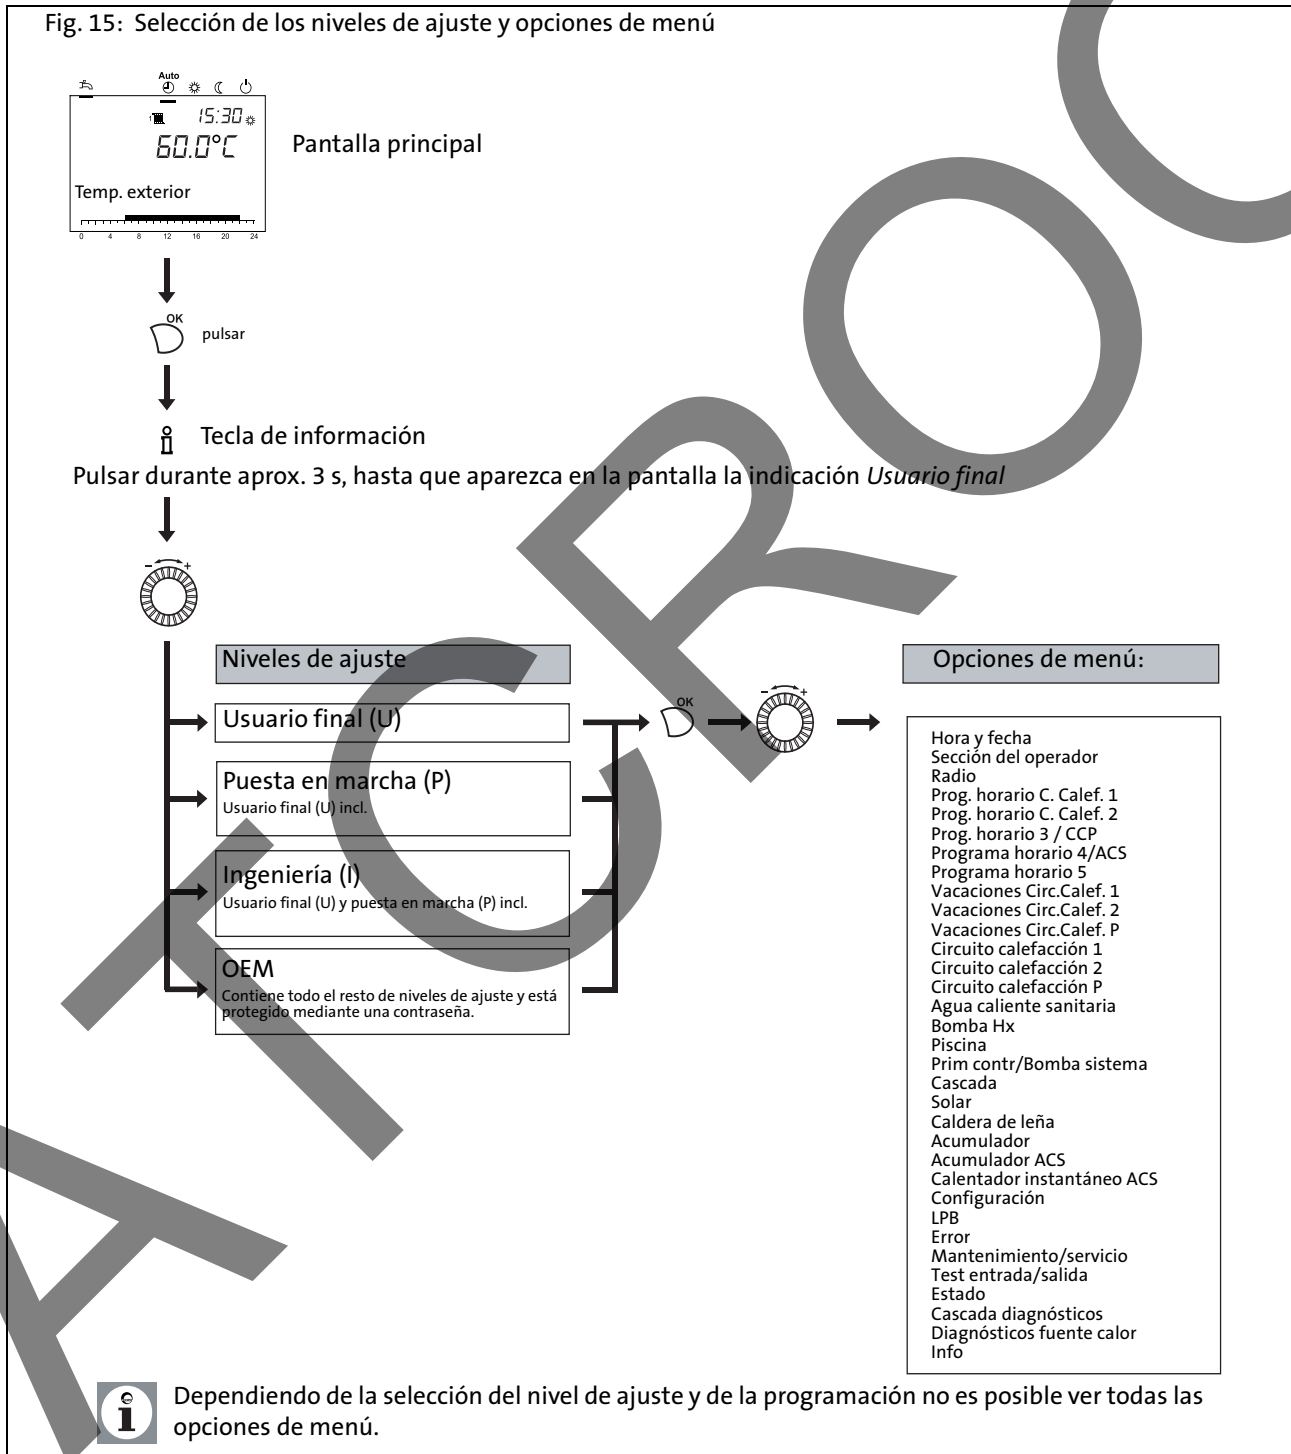 Fig. 15: Selección de los niveles de ajuste y opciones de menú
Auto
15:30
60.0°C
Pantalla principal
Temp. exterior
0 4 8 12 16 20 24
OK
pulsar
Tecla de información
Pulsar durante aprox. 3 s, hasta que aparezca en la pantalla la indicación Usuario final
- +
Niveles de ajuste
Opciones de menú:
Usuario final (U)
OK
- +
Puesta en marcha (P)
Usuario final (U) incl.
Ingeniería (I)
Usuario final (U) y puesta en marcha (P) incl.
OEM
Contiene todo el resto de niveles de ajuste y está
protegido mediante una contraseña.
Hora y fecha
Sección del operador
Radio
Prog. horario C. Calef. 1
Prog. horario C. Calef. 2
Prog. horario 3 / CCP
Programa horario 4/ACS
Programa horario 5
Vacaciones Circ.Calef. 1
Vacaciones Circ.Calef. 2
Vacaciones Circ.Calef. P
Circuito calefacción 1
Circuito calefacción 2
Circuito calefacción P
Agua caliente sanitaria
Bomba Hx
Piscina
Prim contr/Bomba sistema
Cascada
Solar
Caldera de leña
Acumulador
Acumulador ACS
Calentador instantáneo ACS
Configuración
LPB
Error
Mantenimiento/servicio
Test entrada/salida
Estado
Cascada diagnósticos
Diagnósticos fuente calor
Info
Dependiendo de la selección del nivel de ajuste y de la programación no es posible ver todas las
opciones de menú.
ATCROC